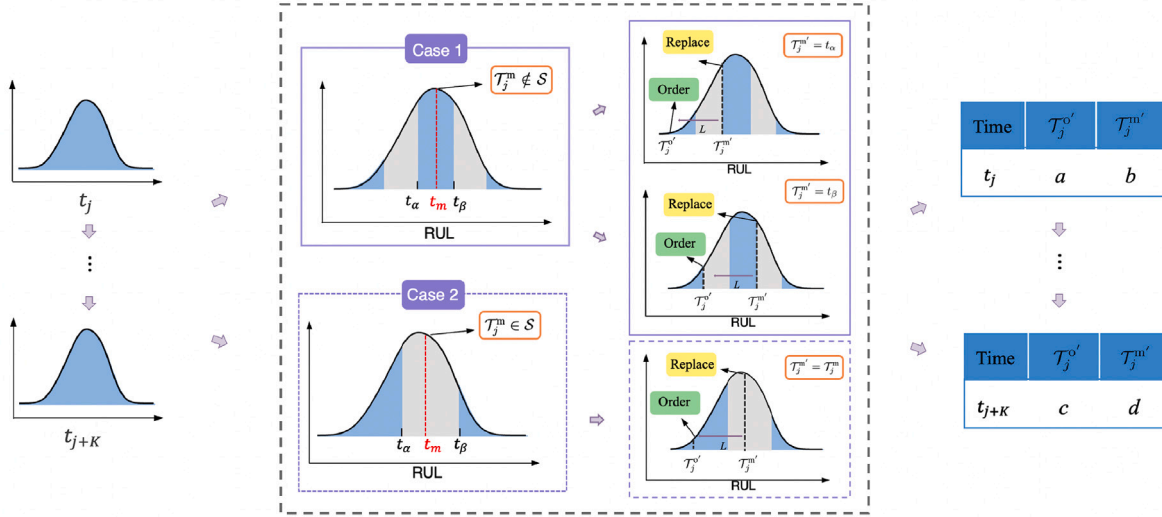 t_j
⋮
t_{j+K}
Case 1
𝒯_j^m ∉ 𝒮
t_α t_m t_β
RUL
Case 2
𝒯_j^m ∈ 𝒮
t_α t_m t_β
RUL
Replace
𝒯_j^{m'} = t_α
Order
L
𝒯_j^{o'} 𝒯_j^{m'}
RUL
𝒯_j^{m'} = t_β
Replace
Order
L
𝒯_j^{o'} 𝒯_j^{m'}
RUL
Replace
𝒯_j^{m'} = 𝒯_j^m
Order
L
𝒯_j^{o'} 𝒯_j^{m'}
RUL
Time 𝒯_j^{o'} 𝒯_j^{m'}
t_j a b
⋮
Time 𝒯_j^{o'} 𝒯_j^{m'}
t_{j+K} c d